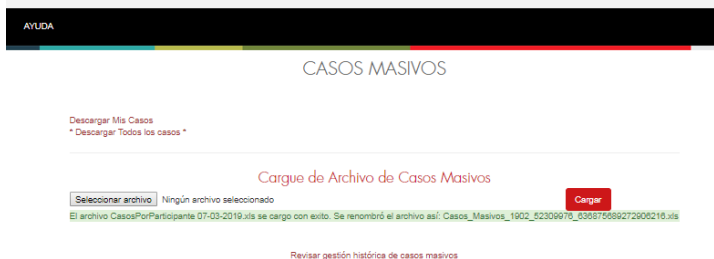 AYUDA
CASOS MASIVOS
Descargar Mis Casos
* Descargar Todos los casos *
Cargue de Archivo de Casos Masivos
Seleccionar archivo Ningún archivo seleccionado Cargar
El archivo CasosPorParticipante 07-03-2019.xls se cargo con exito. Se renombró el archivo así: Casos_Masivos_1902_52309976_636875689272906216.xls
Revisar gestión histórica de casos masivos